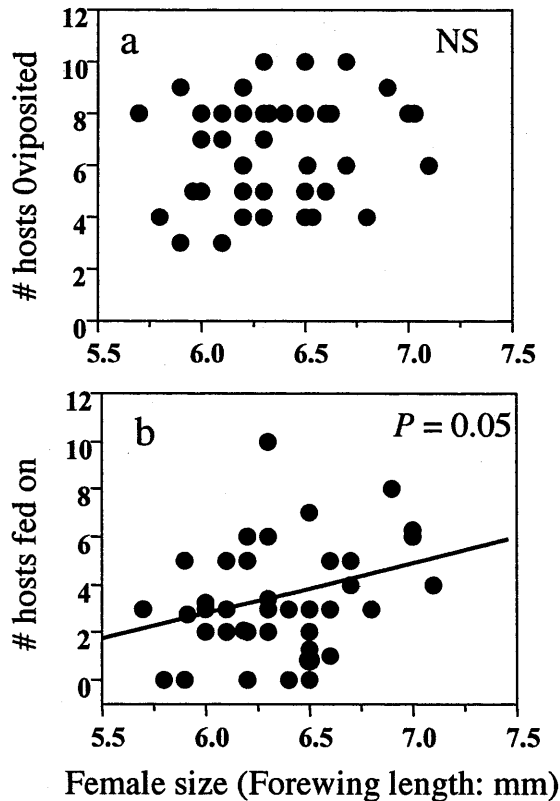 12
10
8
6
4
2
0
# hosts 0viposited
a
NS
5.5 6.0 6.5 7.0 7.5
12
10
8
6
4
2
0
# hosts fed on
b
P = 0.05
5.5 6.0 6.5 7.0 7.5
Female size (Forewing length: mm)